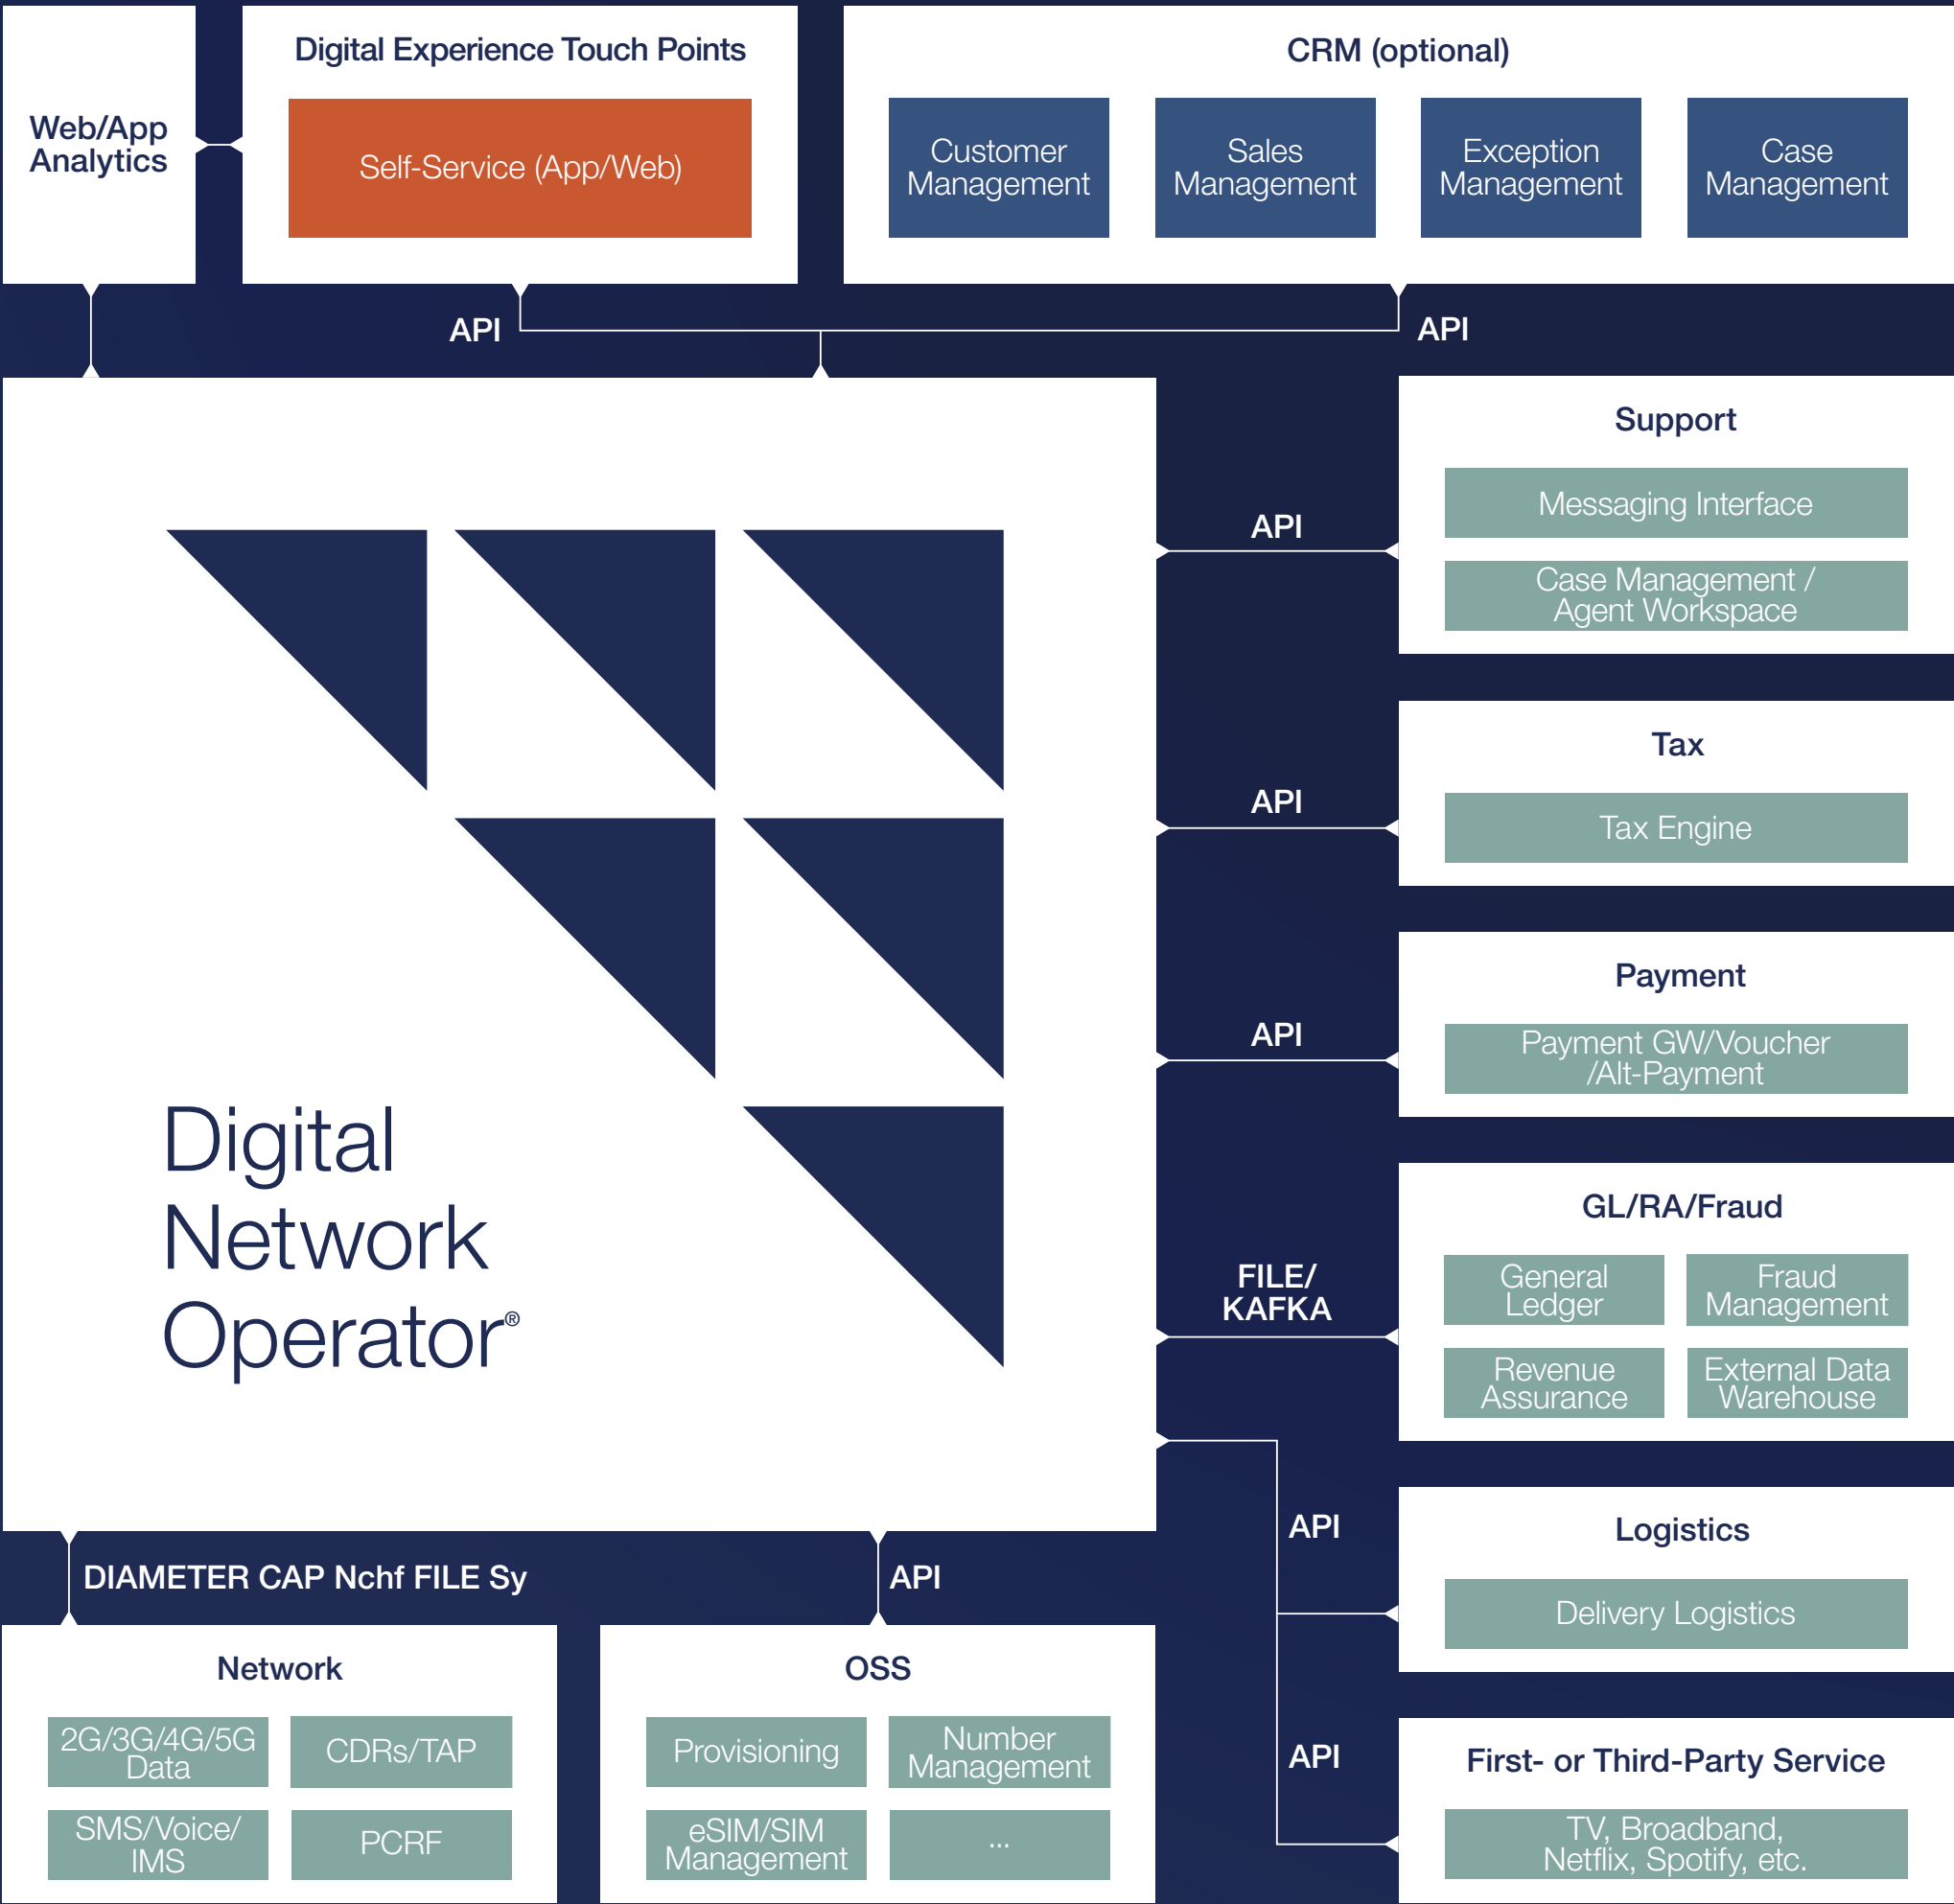 Web/App
Analytics
Digital Experience Touch Points
Self-Service (App/Web)
CRM (optional)
Customer
Management
Sales
Management
Exception
Management
Case
Management
API
API
Digital
Network
Operator®
API
Support
Messaging Interface
Case Management /
Agent Workspace
API
Tax
Tax Engine
API
Payment
Payment GW/Voucher
/Alt-Payment
FILE/
KAFKA
GL/RA/Fraud
General
Ledger
Fraud
Management
Revenue
Assurance
External Data
Warehouse
API
Logistics
Delivery Logistics
API
First- or Third-Party Service
TV, Broadband,
Netflix, Spotify, etc.
DIAMETER CAP Nchf FILE Sy
API
Network
2G/3G/4G/5G
Data
CDRs/TAP
SMS/Voice/
IMS
PCRF
OSS
Provisioning
Number
Management
eSIM/SIM
Management
...